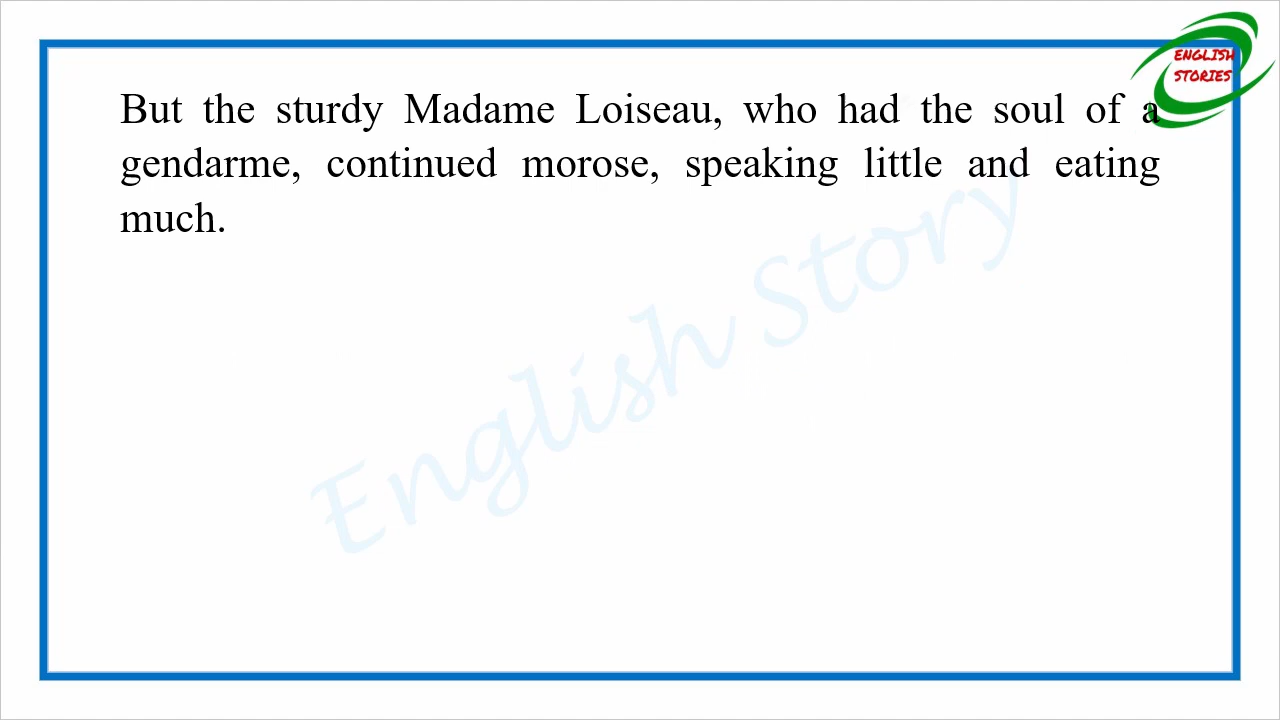 ENGLISH
STORIES
But the sturdy Madame Loiseau, who had the soul of a
gendarme, continued morose, speaking little and eating
much.
English Story